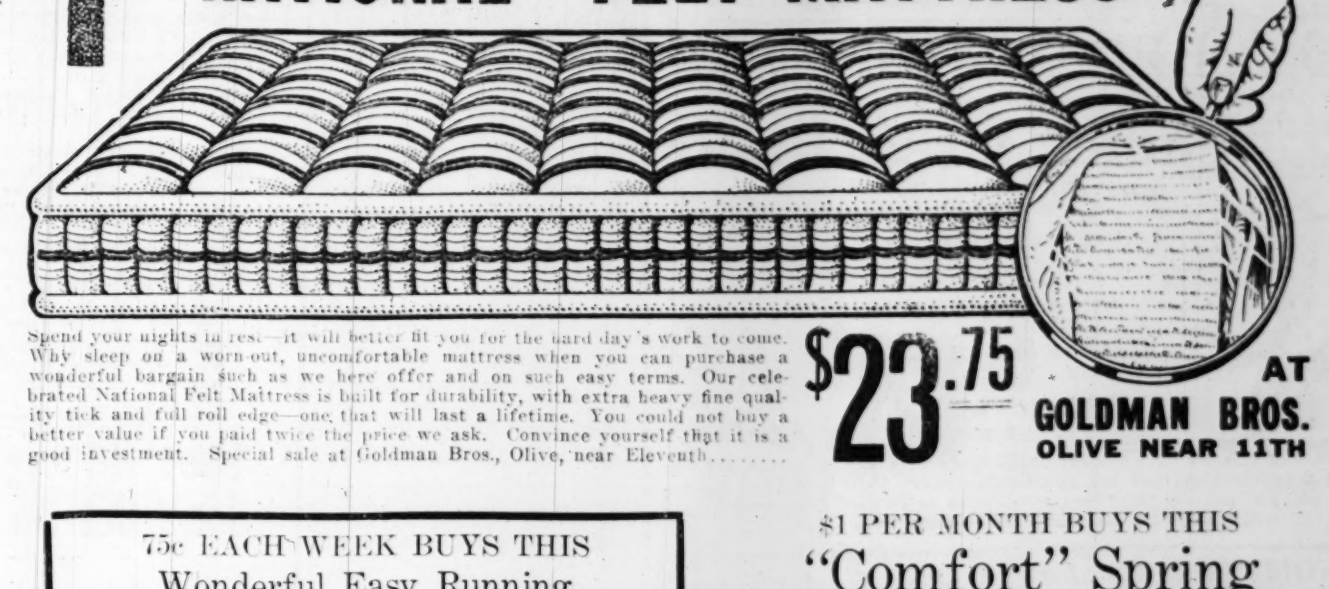 NATIONAL FELT MATTRESS
Spend your nights in rest—it will better fit you for the hard day's work to come.
Why sleep on a worn-out, uncomfortable mattress when you can purchase a
wonderful bargain such as we here offer and on such easy terms. Our cele-
brated National Felt Mattress is built for durability, with extra heavy fine qual-
ity tick and full roll edge—one that will last a lifetime. You could not buy a
better value if you paid twice the price we ask. Convince yourself that it is a
good investment. Special sale at Goldman Bros., Olive, near Eleventh........
$23.75
AT
GOLDMAN BROS.
OLIVE NEAR 11TH
75c EACH WEEK BUYS THIS
Wonderful Easy Running
$1 PER MONTH BUYS THIS
“Comfort” Spring